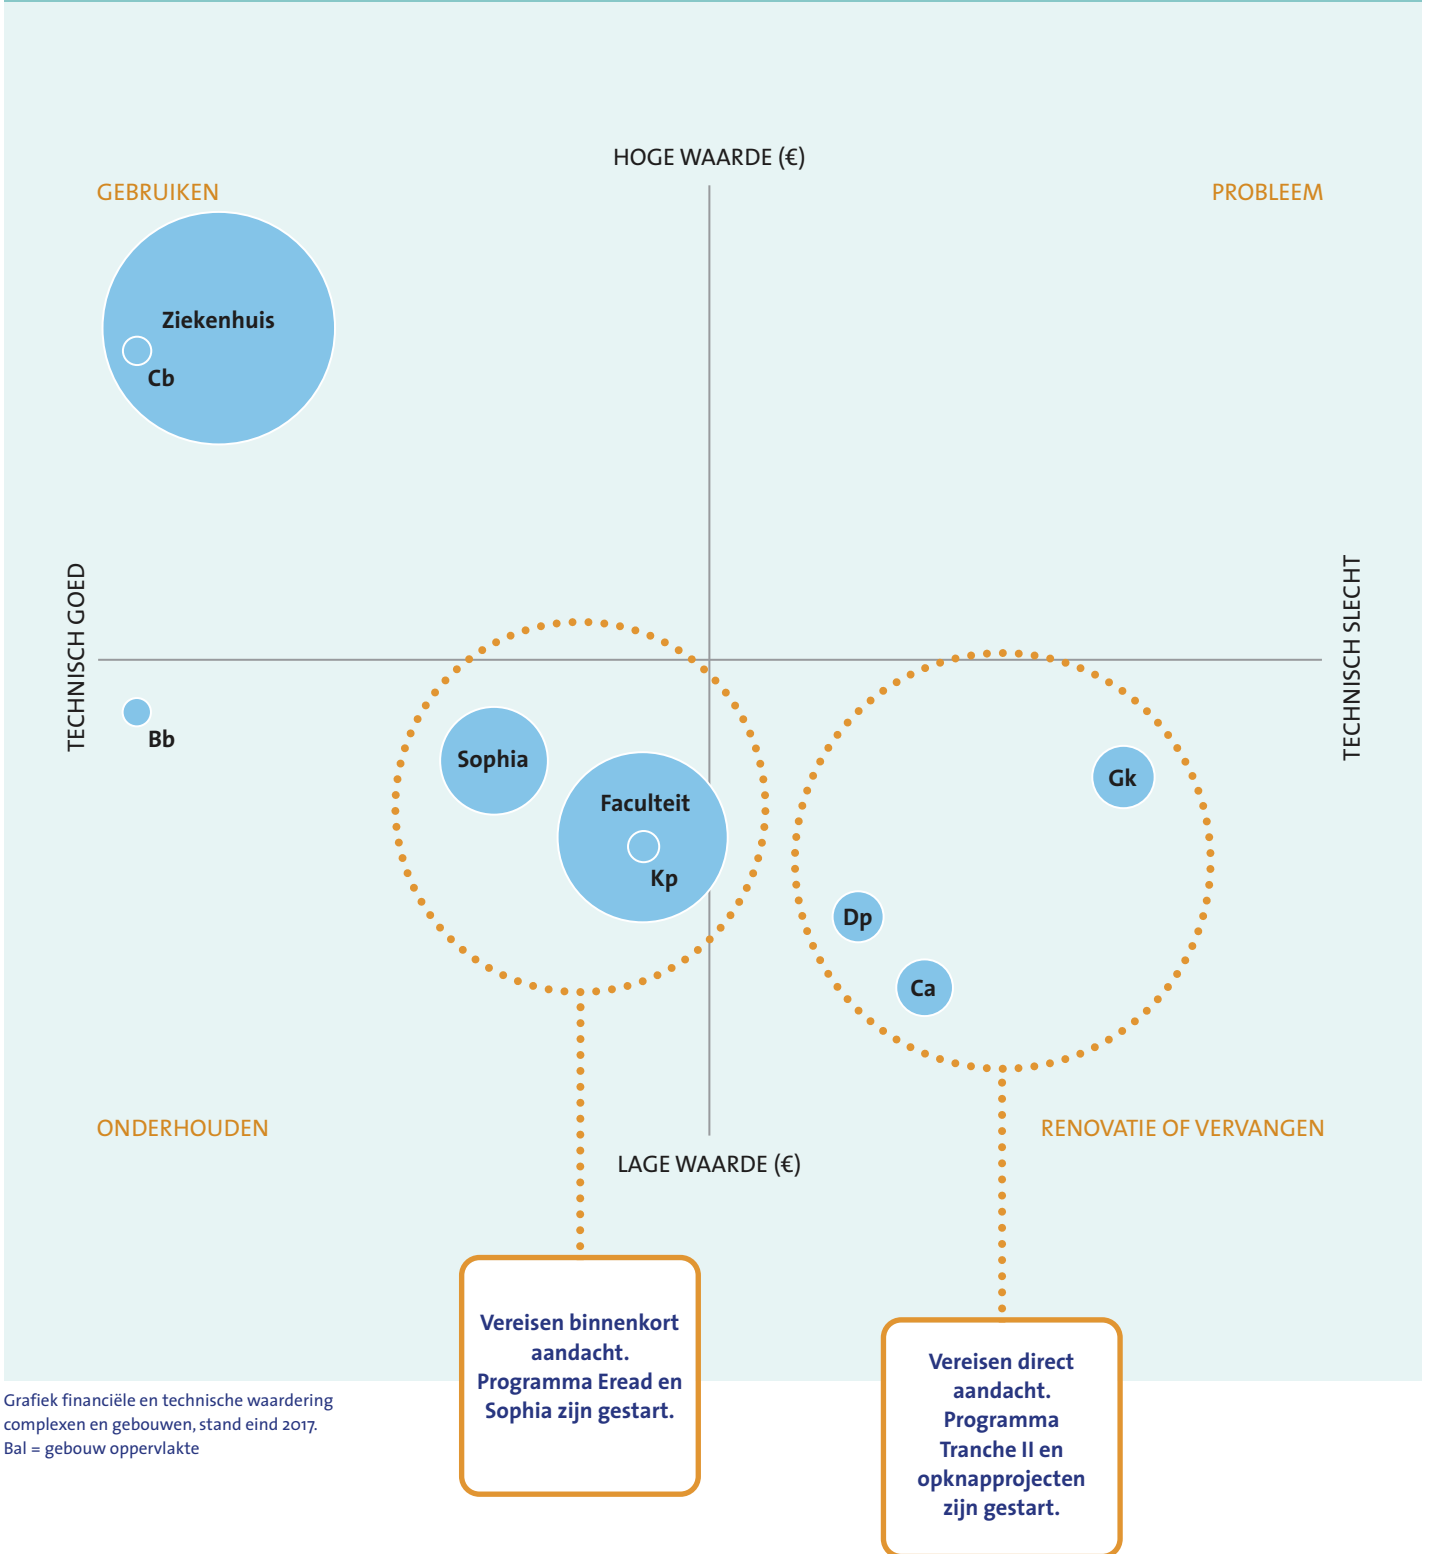 HOGE WAARDE (€)
GEBRUIKEN
PROBLEEM
Ziekenhuis
Cb
TECHNISCH GOED
TECHNISCH SLECHT
Bb
Sophia
Faculteit
Kp
Gk
Dp
Ca
ONDERHOUDEN
RENOVATIE OF VERVANGEN
LAGE WAARDE (€)
Vereisen binnenkort
aandacht.
Programma Eread en
Sophia zijn gestart.
Vereisen direct
aandacht.
Programma
Tranche II en
opknapprojecten
zijn gestart.
Grafiek financiële en technische waardering
complexen en gebouwen, stand eind 2017.
Bal = gebouw oppervlakte